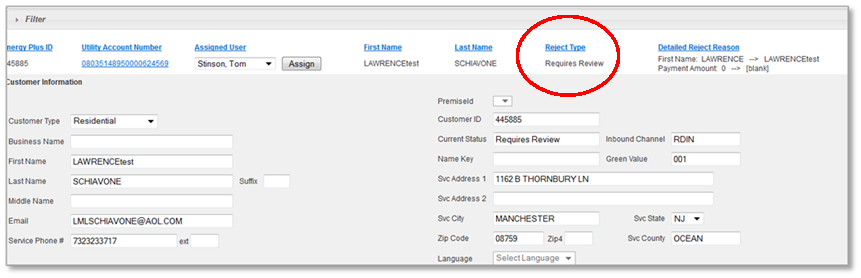 Filter
nergy Plus ID Utility Account Number Assigned User First Name Last Name Reject Type Detailed Reject Reason
45885 08035148950000624569 Stinson, Tom Assign LAWRENCEtest SCHIAVONE Requires Review First Name: LAWRENCE --> LAWRENCEtest
Payment Amount: 0 --> [blank]
Customer Information
PremiseId
Customer Type Residential Customer ID 445885
Business Name Current Status Requires Review Inbound Channel RDIN
First Name LAWRENCEtest Name Key Green Value 001
Last Name SCHIAVONE Suffix Svc Address 1 1162 B THORNBURY LN
Middle Name Svc Address 2
Email LMLSCHIAVONE@AOL.COM Svc City MANCHESTER Svc State NJ
Service Phone # 7323233717 ext Zip Code 08759 Zip4 Svc County OCEAN
Language Select Language